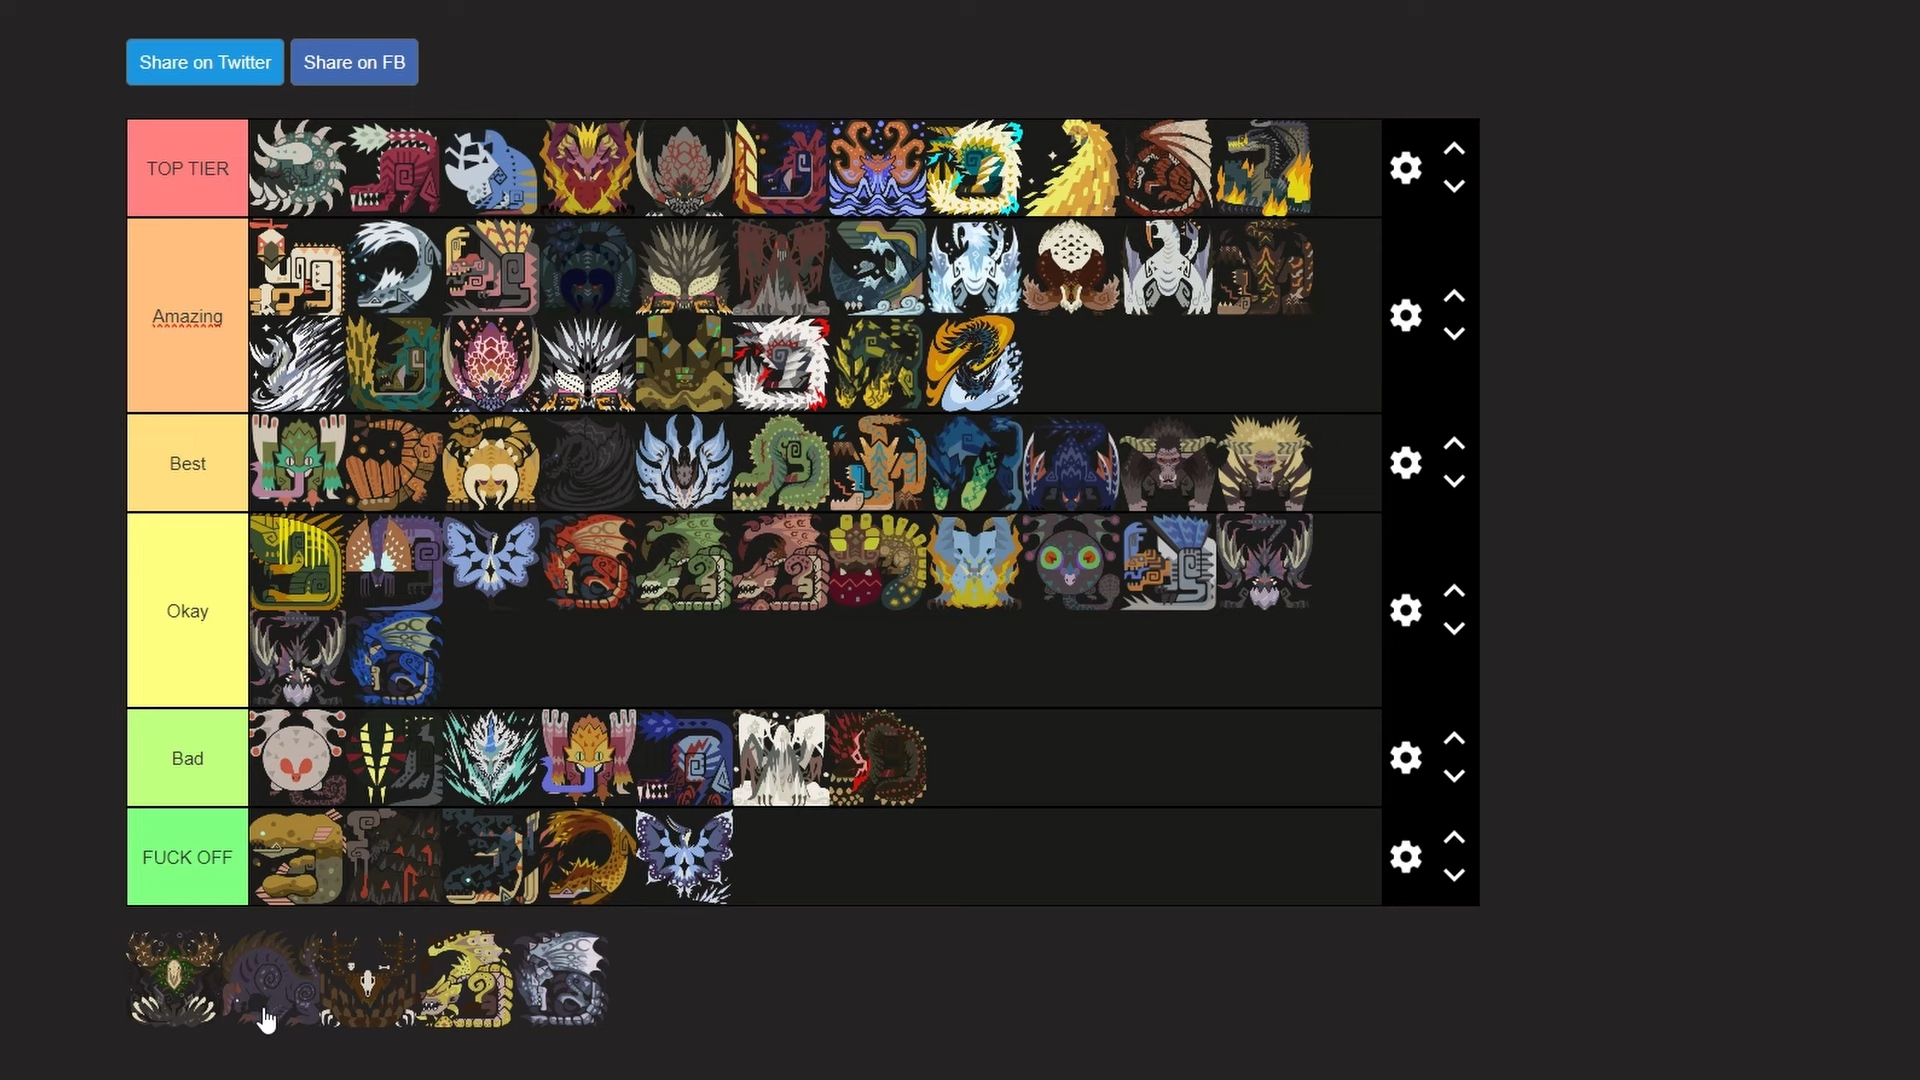 Share on Twitter Share on FB
TOP TIER
Amazing
Best
Okay
Bad
FUCK OFF